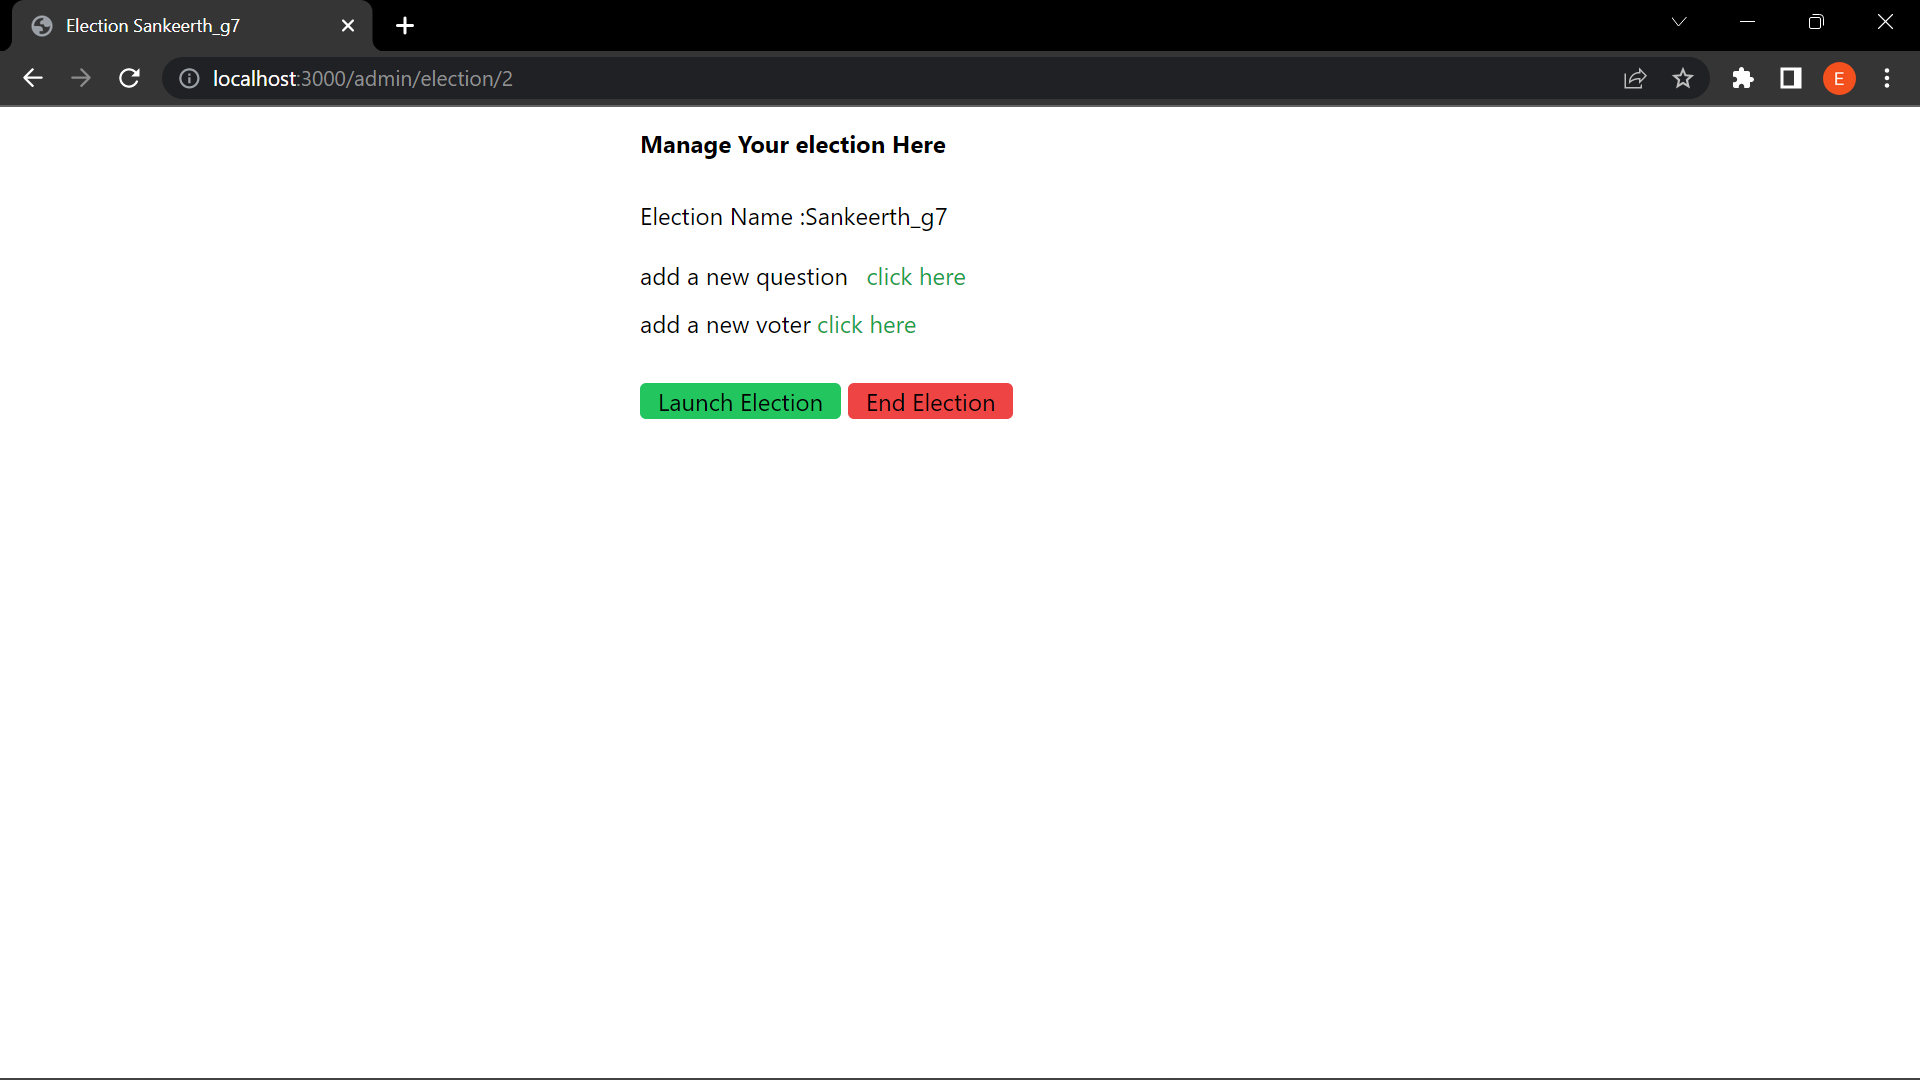 Election Sankeerth_g7
localhost:3000/admin/election/2
E
Manage Your election Here
Election Name :Sankeerth_g7
add a new question click here
add a new voter click here
Launch Election End Election